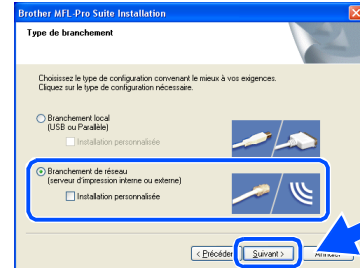 Brother MFL-Pro Suite Installation
Type de branchement
Choisissez le type de configuration convenant le mieux à vos exigences.
Cliquez sur le type de configuration nécessaire.
Branchement local
(USB ou Parallèle)
Installation personnalisée
Branchement de réseau
(serveur d'impression interne ou externe)
Installation personnalisée
< Précéden Suivant >